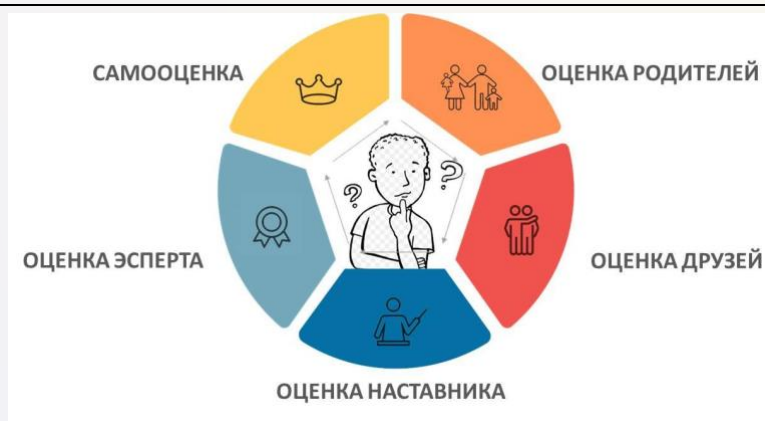 САМООЦЕНКА
ОЦЕНКА РОДИТЕЛЕЙ
ОЦЕНКА ЭСПЕРТА
ОЦЕНКА ДРУЗЕЙ
ОЦЕНКА НАСТАВНИКА
? ?